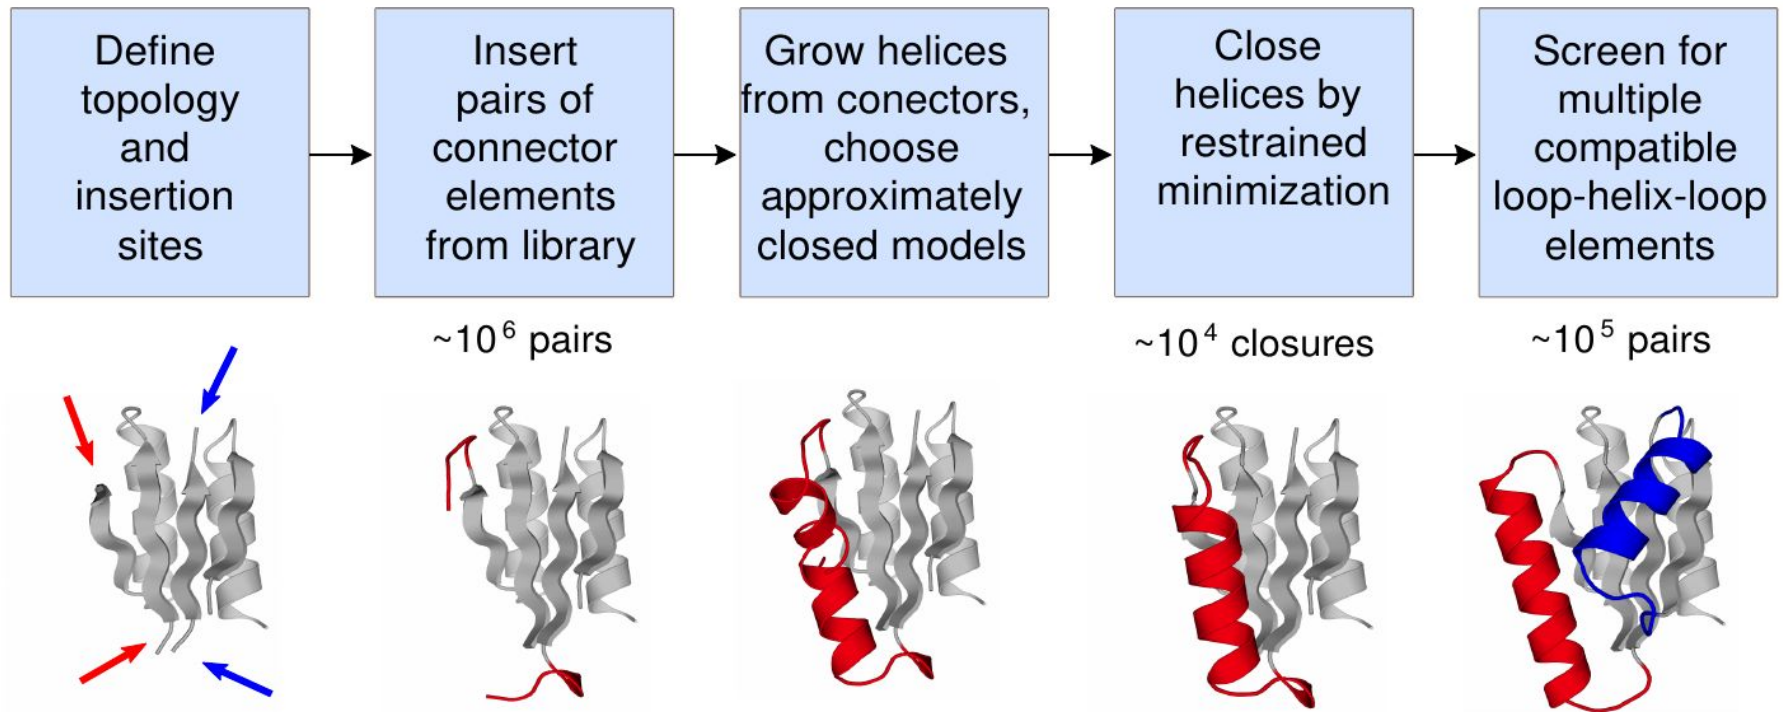 Define
topology
and
insertion
sites
Insert
pairs of
connector
elements
from library
Grow helices
from conectors,
choose
approximately
closed models
Close
helices by
restrained
minimization
Screen for
multiple
compatible
loop-helix-loop
elements
~10⁶ pairs
~10⁴ closures
~10⁵ pairs